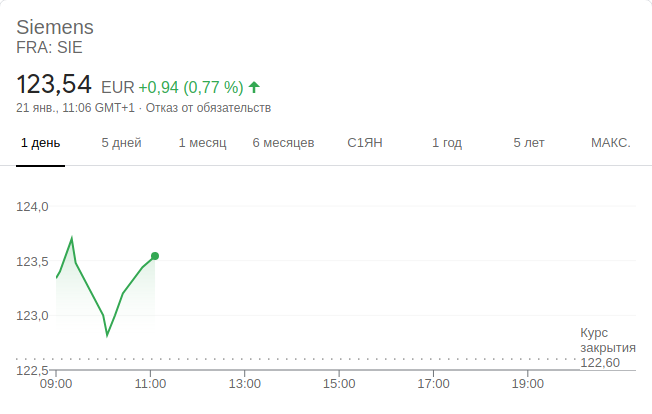 Siemens
FRA: SIE
123,54 EUR +0,94 (0,77 %)
21 янв., 11:06 GMT+1 · Отказ от обязательств
1 день 5 дней 1 месяц 6 месяцев С1ЯН 1 год 5 лет МАКС.
124,0
123,5
123,0
Курс
закрытия
122,60
122,5
09:00 11:00 13:00 15:00 17:00 19:00